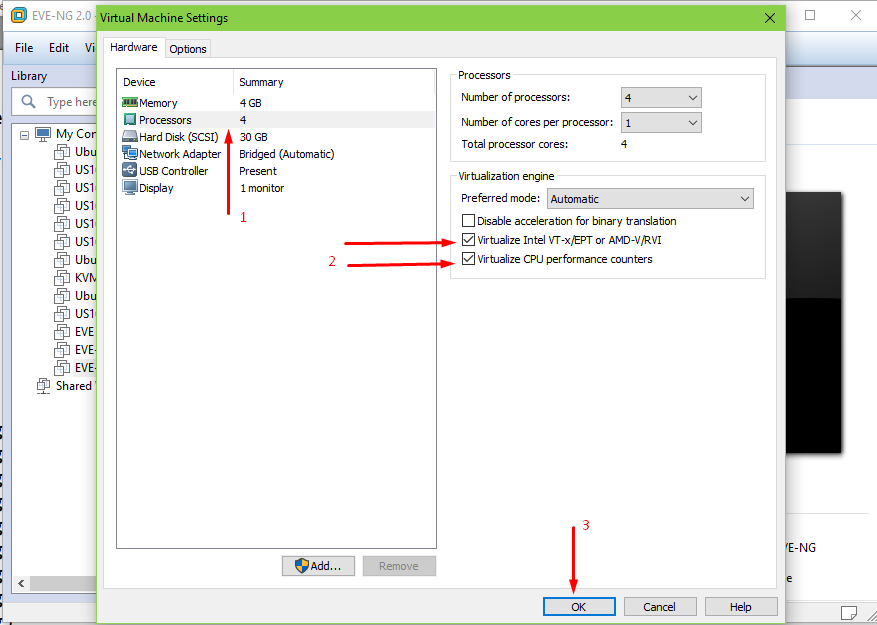 EVE-NG 2.0 -
Virtual Machine Settings
File Edit Vi
Hardware Options
Library
Type here
My Con
Ubu
US1
US1
US1
US1
US1
US1
Ubu
KVM
Ubu
US1
EVE
EVE-
EVE-
Shared
Device Summary
Memory 4 GB
Processors 4
Hard Disk (SCSI) 30 GB
Network Adapter Bridged (Automatic)
USB Controller Present
Display 1 monitor
1
2
Add... Remove
Processors
Number of processors: 4
Number of cores per processor: 1
Total processor cores: 4
Virtualization engine
Preferred mode: Automatic
Disable acceleration for binary translation
Virtualize Intel VT-x/EPT or AMD-V/RVI
Virtualize CPU performance counters
3
OK Cancel Help
VE-NG
e